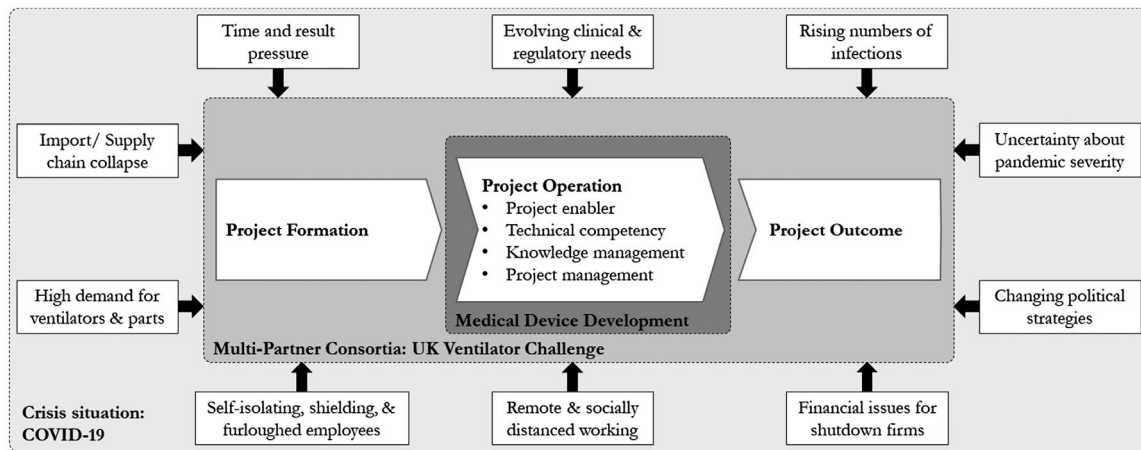 Time and result
pressure
Evolving clinical &
regulatory needs
Rising numbers of
infections
Import/ Supply
chain collapse
Uncertainty about
pandemic severity
Project Formation
Project Operation
• Project enabler
• Technical competency
• Knowledge management
• Project management
Project Outcome
High demand for
ventilators & parts
Changing political
strategies
Medical Device Development
Multi-Partner Consortia: UK Ventilator Challenge
Crisis situation:
COVID-19
Self-isolating, shielding, &
furloughed employees
Remote & socially
distanced working
Financial issues for
shutdown firms